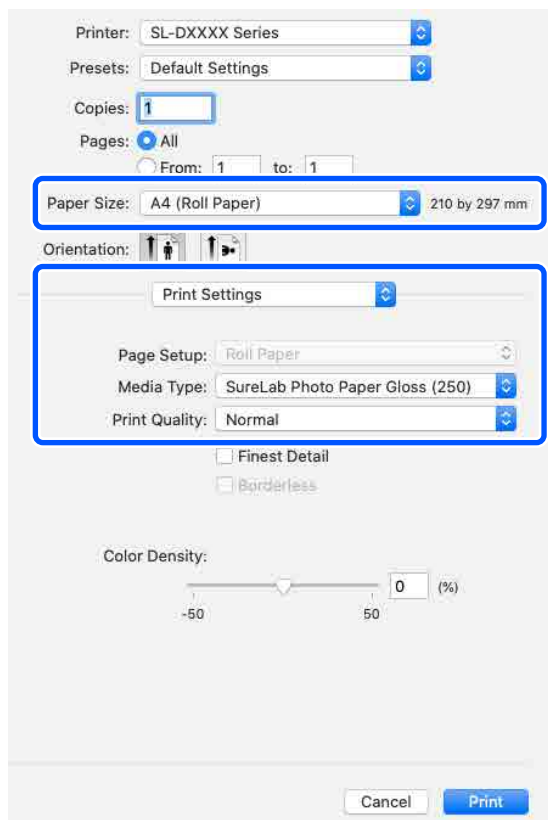 Printer: SL-DXXXX Series
Presets: Default Settings
Copies: 1
Pages: All
From: 1 to: 1
Paper Size: A4 (Roll Paper) 210 by 297 mm
Orientation:
Print Settings
Page Setup: Roll Paper
Media Type: SureLab Photo Paper Gloss (250)
Print Quality: Normal
Finest Detail
Borderless
Color Density:
0 (%)
-50 50
Cancel Print